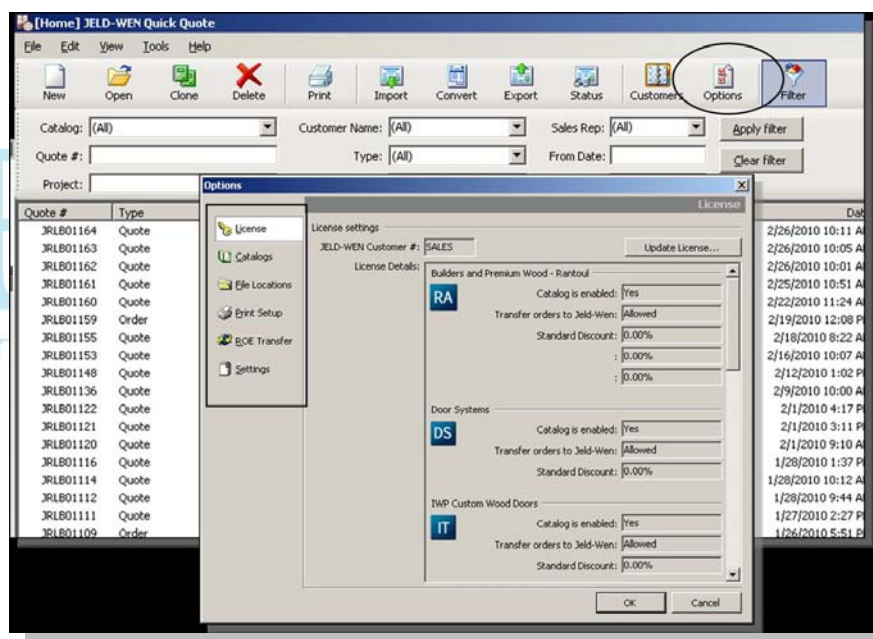 [Home] JELD-WEN Quick Quote
File Edit View Tools Help
New Open Clone Delete Print Import Convert Export Status Customers Options Filter
Catalog: (All) Customer Name: (All) Sales Rep: (All) Apply filter
Quote #: Type: (All) From Date: Clear filter
Project:
Options
License
Quote # Type
License
Catalogs
File Locations
Print Setup
ROE Transfer
Settings
License settings
JELD-WEN Customer #: SALES Update License...
License Details:
Builders and Premium Wood - Rantoul
RA
Catalog is enabled: Yes
Transfer orders to Jeld-Wen: Allowed
Standard Discount: 0.00%
: 0.00%
: 0.00%
Door Systems
DS
Catalog is enabled: Yes
Transfer orders to Jeld-Wen: Allowed
Standard Discount: 0.00%
IWP Custom Wood Doors
IT
Catalog is enabled: Yes
Transfer orders to Jeld-Wen: Allowed
Standard Discount: 0.00%
OK Cancel
JRLB01164 Quote 2/26/2010 10:11 A
JRLB01163 Quote 2/26/2010 10:05 A
JRLB01162 Quote 2/26/2010 10:01 A
JRLB01161 Quote 2/25/2010 10:51 A
JRLB01160 Quote 2/22/2010 11:24 A
JRLB01159 Order 2/19/2010 12:08 P
JRLB01155 Quote 2/18/2010 8:22 A
JRLB01153 Quote 2/16/2010 10:07 A
JRLB01148 Quote 2/12/2010 1:02 P
JRLB01136 Quote 2/9/2010 10:00 A
JRLB01122 Quote 2/1/2010 4:17 P
JRLB01121 Quote 2/1/2010 3:11 P
JRLB01120 Quote 2/1/2010 9:10 A
JRLB01116 Quote 1/28/2010 1:37 P
JRLB01114 Quote 1/28/2010 10:12 A
JRLB01112 Quote 1/28/2010 9:44 A
JRLB01111 Quote 1/27/2010 2:27 P
JRLB01109 Order 1/26/2010 5:51 P